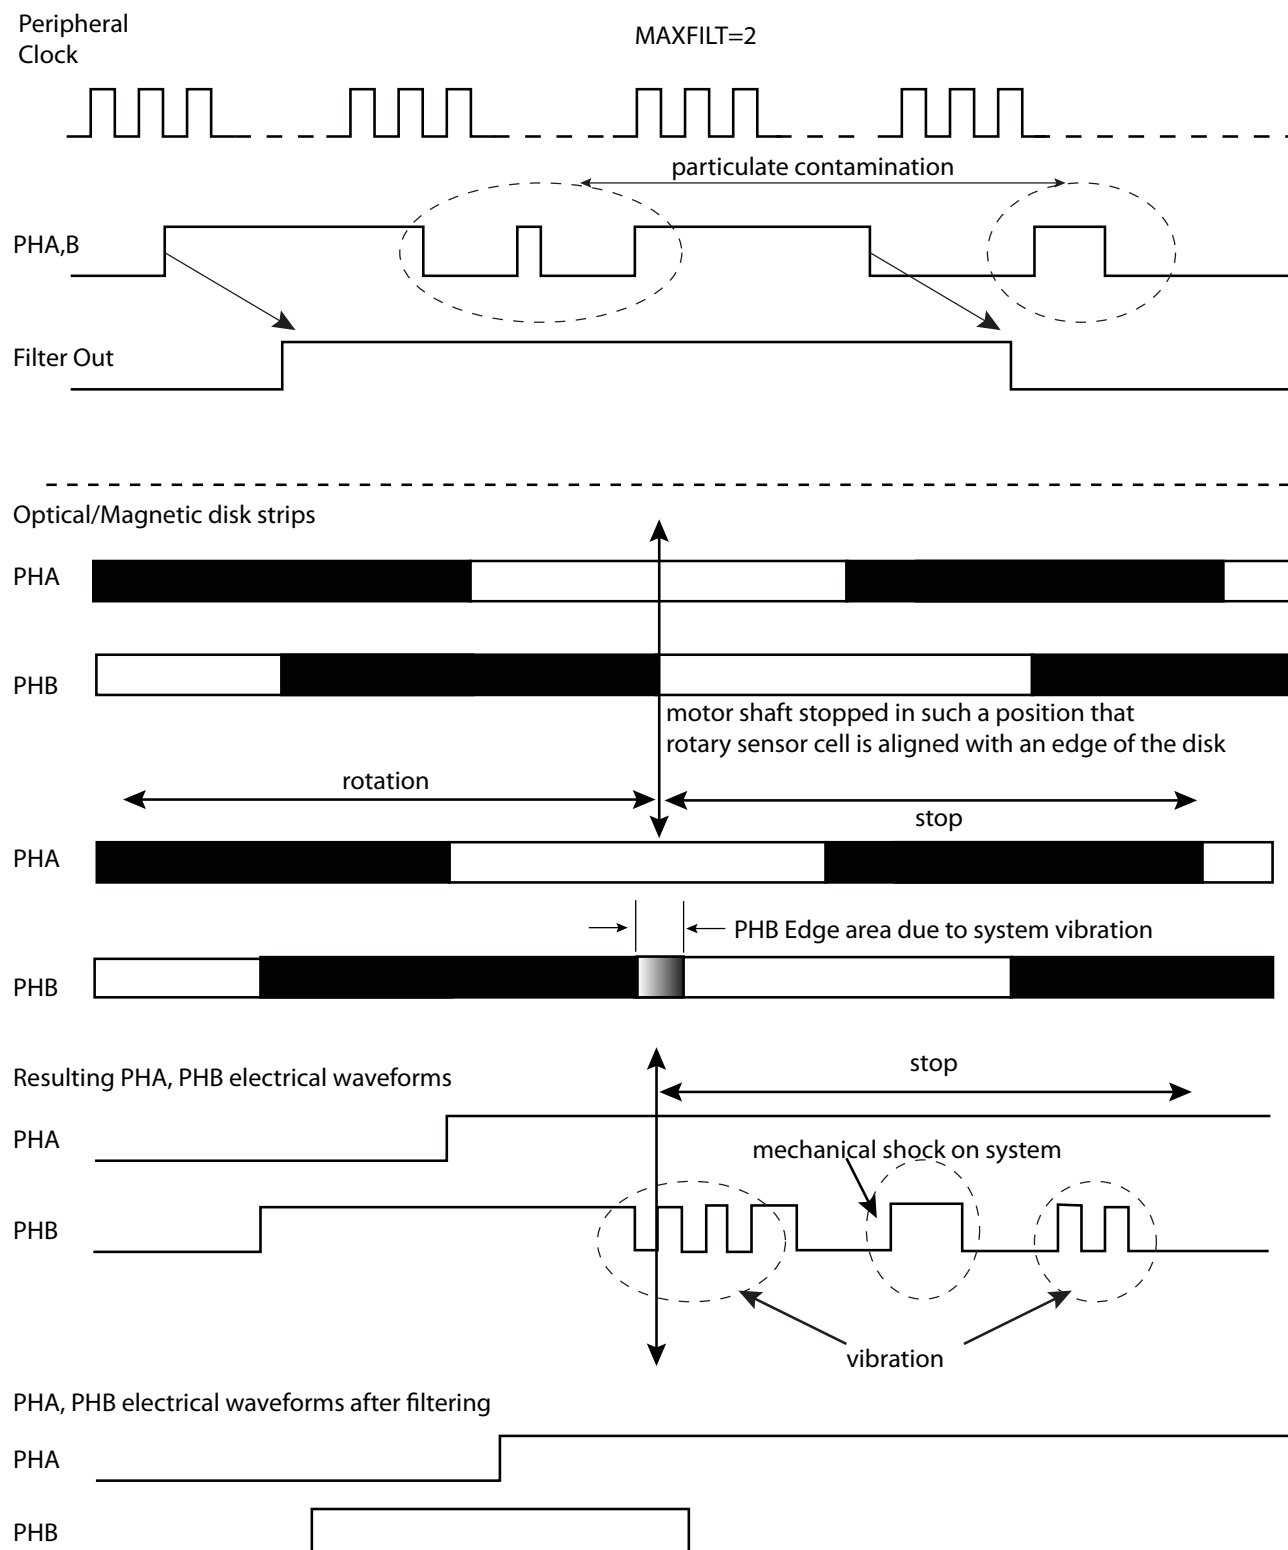 Peripheral
Clock
MAXFILT=2
particulate contamination
PHA,B
Filter Out
Optical/Magnetic disk strips
PHA
PHB
motor shaft stopped in such a position that
rotary sensor cell is aligned with an edge of the disk
rotation
stop
PHA
PHB Edge area due to system vibration
PHB
stop
Resulting PHA, PHB electrical waveforms
PHA
mechanical shock on system
PHB
vibration
PHA, PHB electrical waveforms after filtering
PHA
PHB